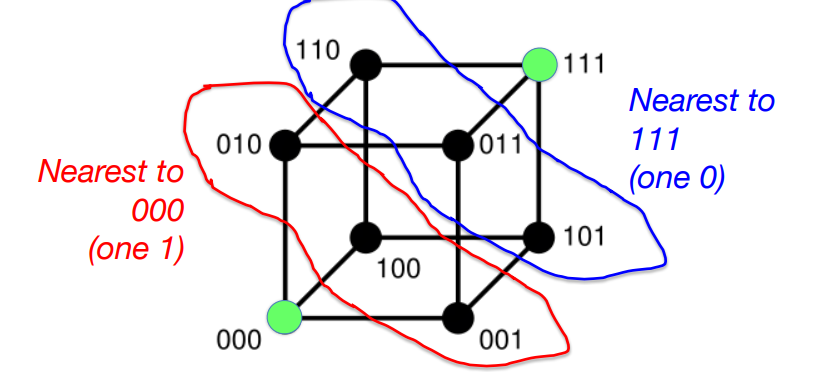 110
111
Nearest to
111
(one 0)
010
011
Nearest to
000
(one 1)
101
100
000
001